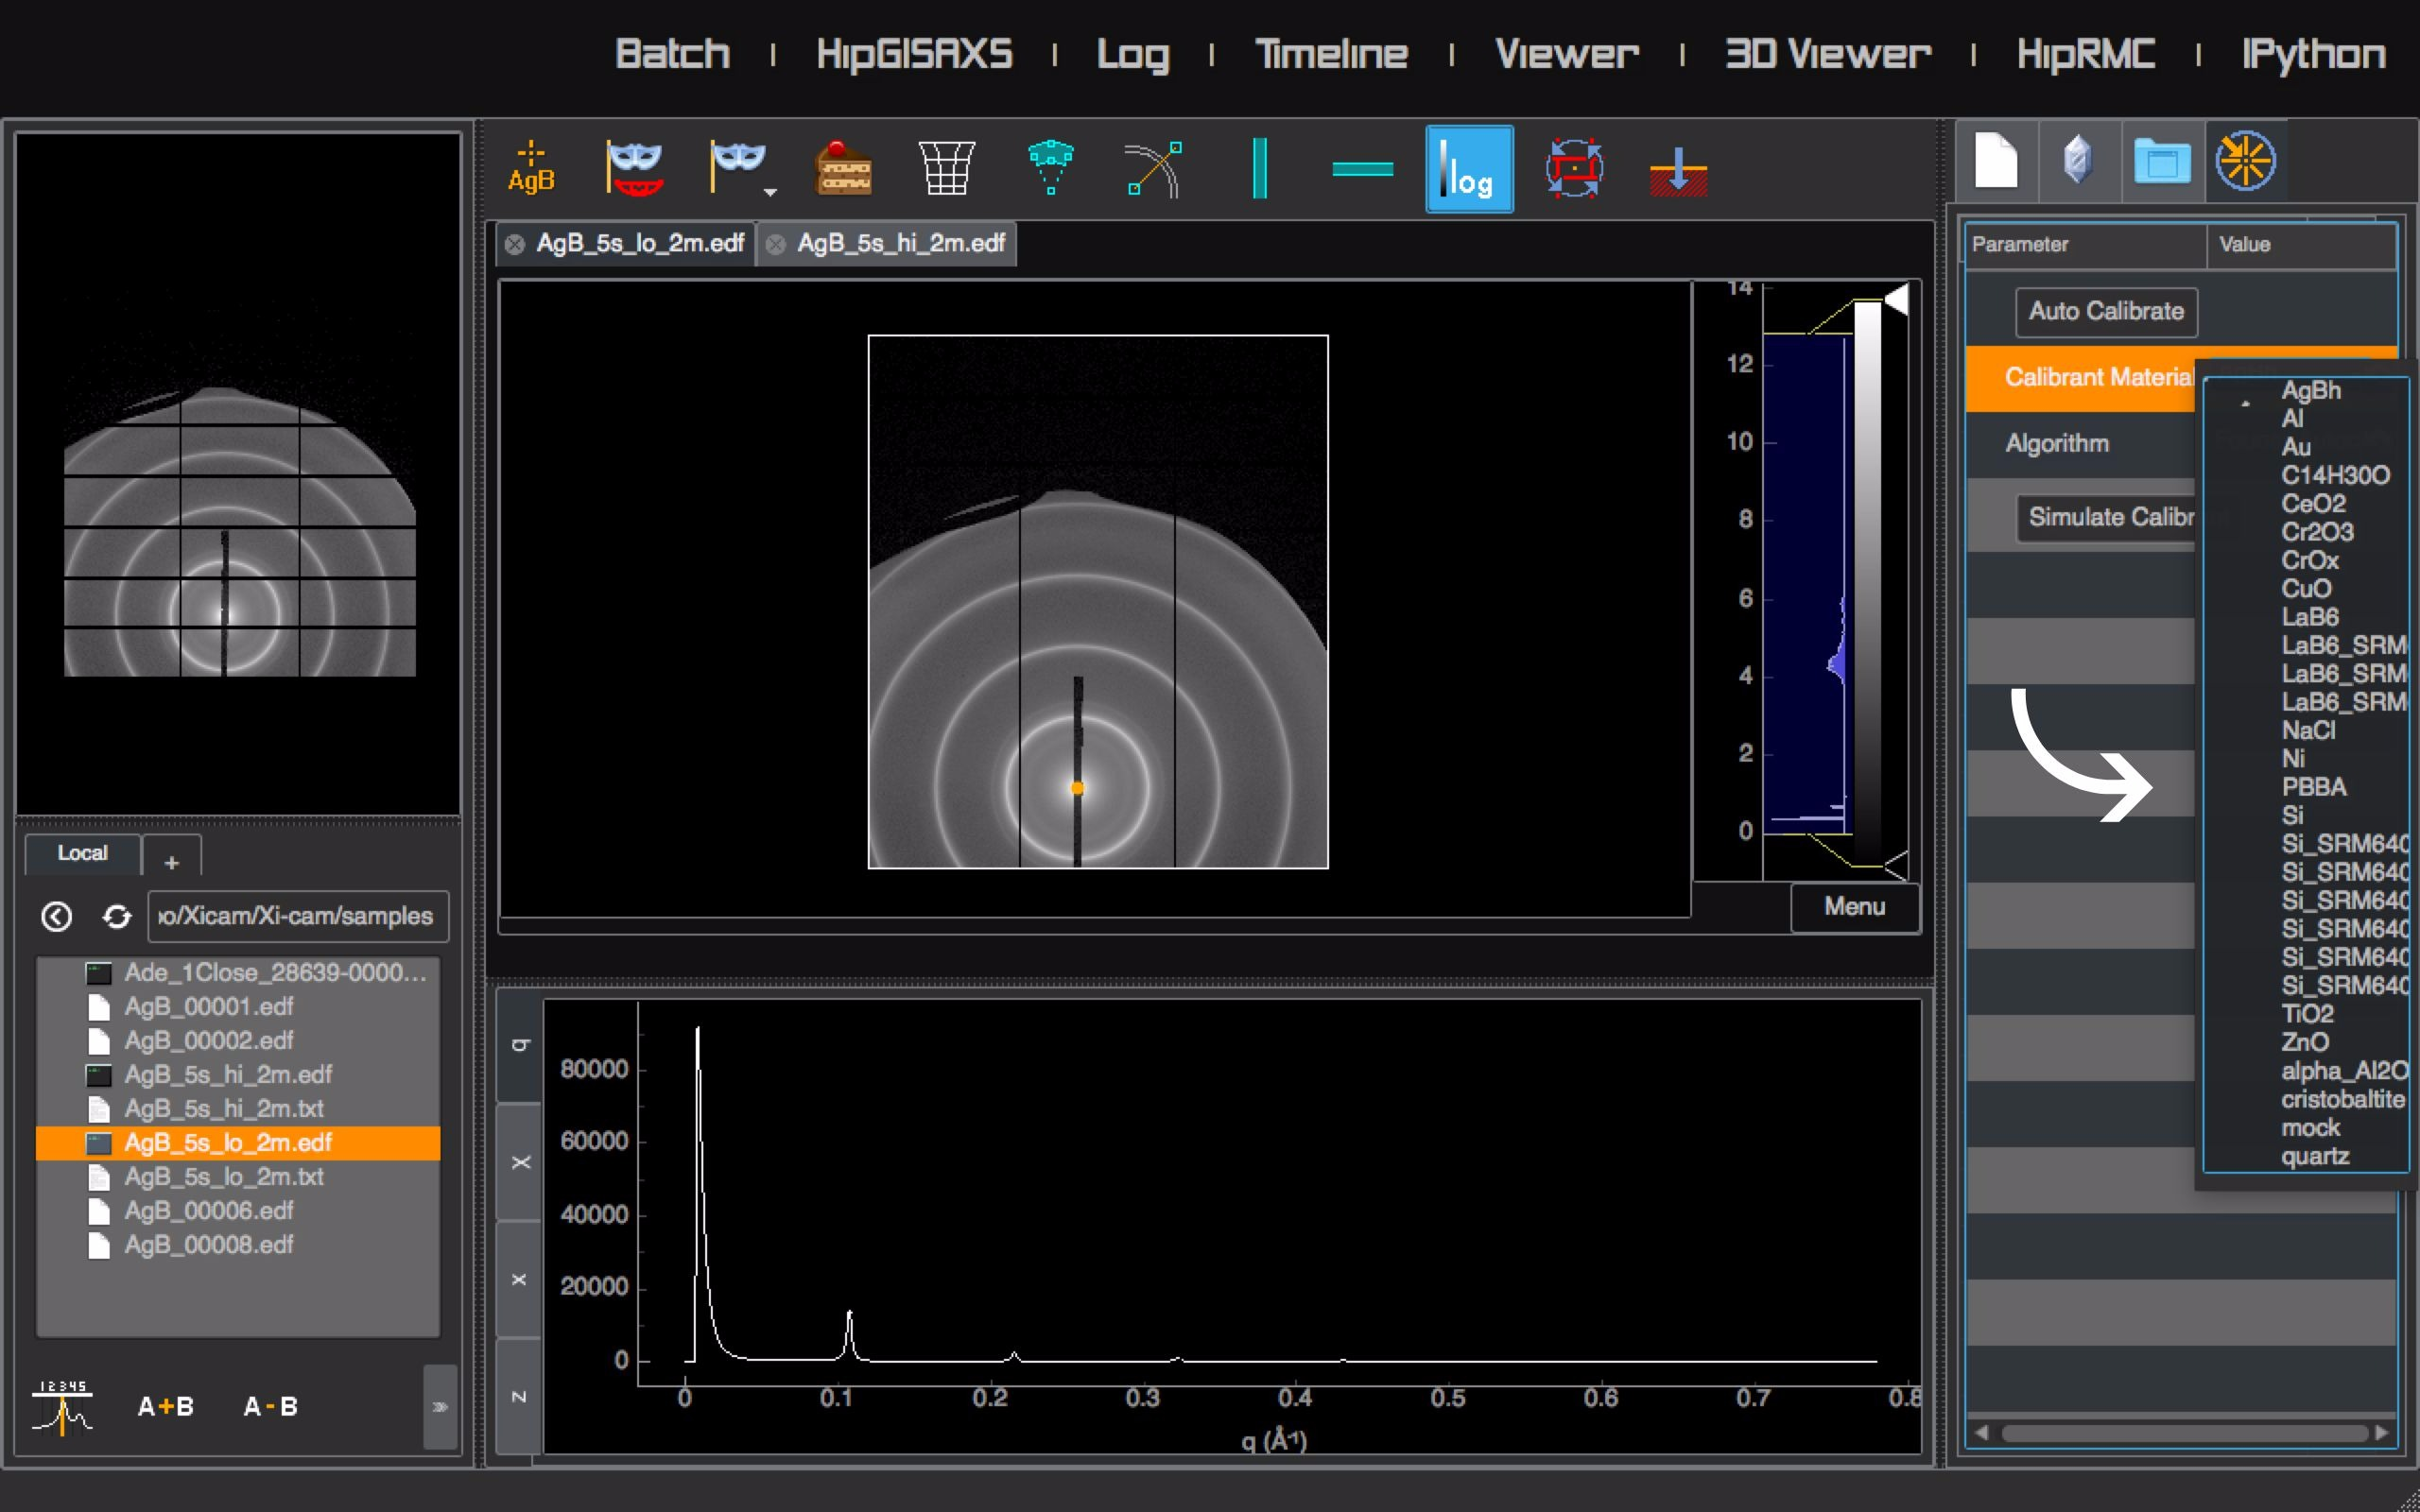 Batch | HipGISAXS | Log | Timeline | Viewer | 3D Viewer | HipRMC | IPython
AgB
log
AgB_5s_lo_2m.edf
AgB_5s_hi_2m.edf
14
12
10
8
6
4
2
0
Menu
Local
+
oo/Xicam/Xi-cam/samples
Ade_1Close_28639-0000...
AgB_00001.edf
AgB_00002.edf
AgB_5s_hi_2m.edf
AgB_5s_hi_2m.txt
AgB_5s_lo_2m.edf
AgB_5s_lo_2m.txt
AgB_00006.edf
AgB_00008.edf
12345
A+B
A-B
»
q
X
x
z
80000
60000
40000
20000
0
0 0.1 0.2 0.3 0.4 0.5 0.6 0.7 0.8
q (Å⁻¹)
Parameter Value
Auto Calibrate
Calibrant Material
Algorithm
Simulate Calibr
AgBh
Al
Au
C14H30O
CeO2
Cr2O3
CrOx
CuO
LaB6
LaB6_SRM
LaB6_SRM
LaB6_SRM
NaCl
Ni
PBBA
Si
Si_SRM640
Si_SRM640
Si_SRM640
Si_SRM640
Si_SRM640
Si_SRM640
TiO2
ZnO
alpha_Al2O
cristobaltite
mock
quartz